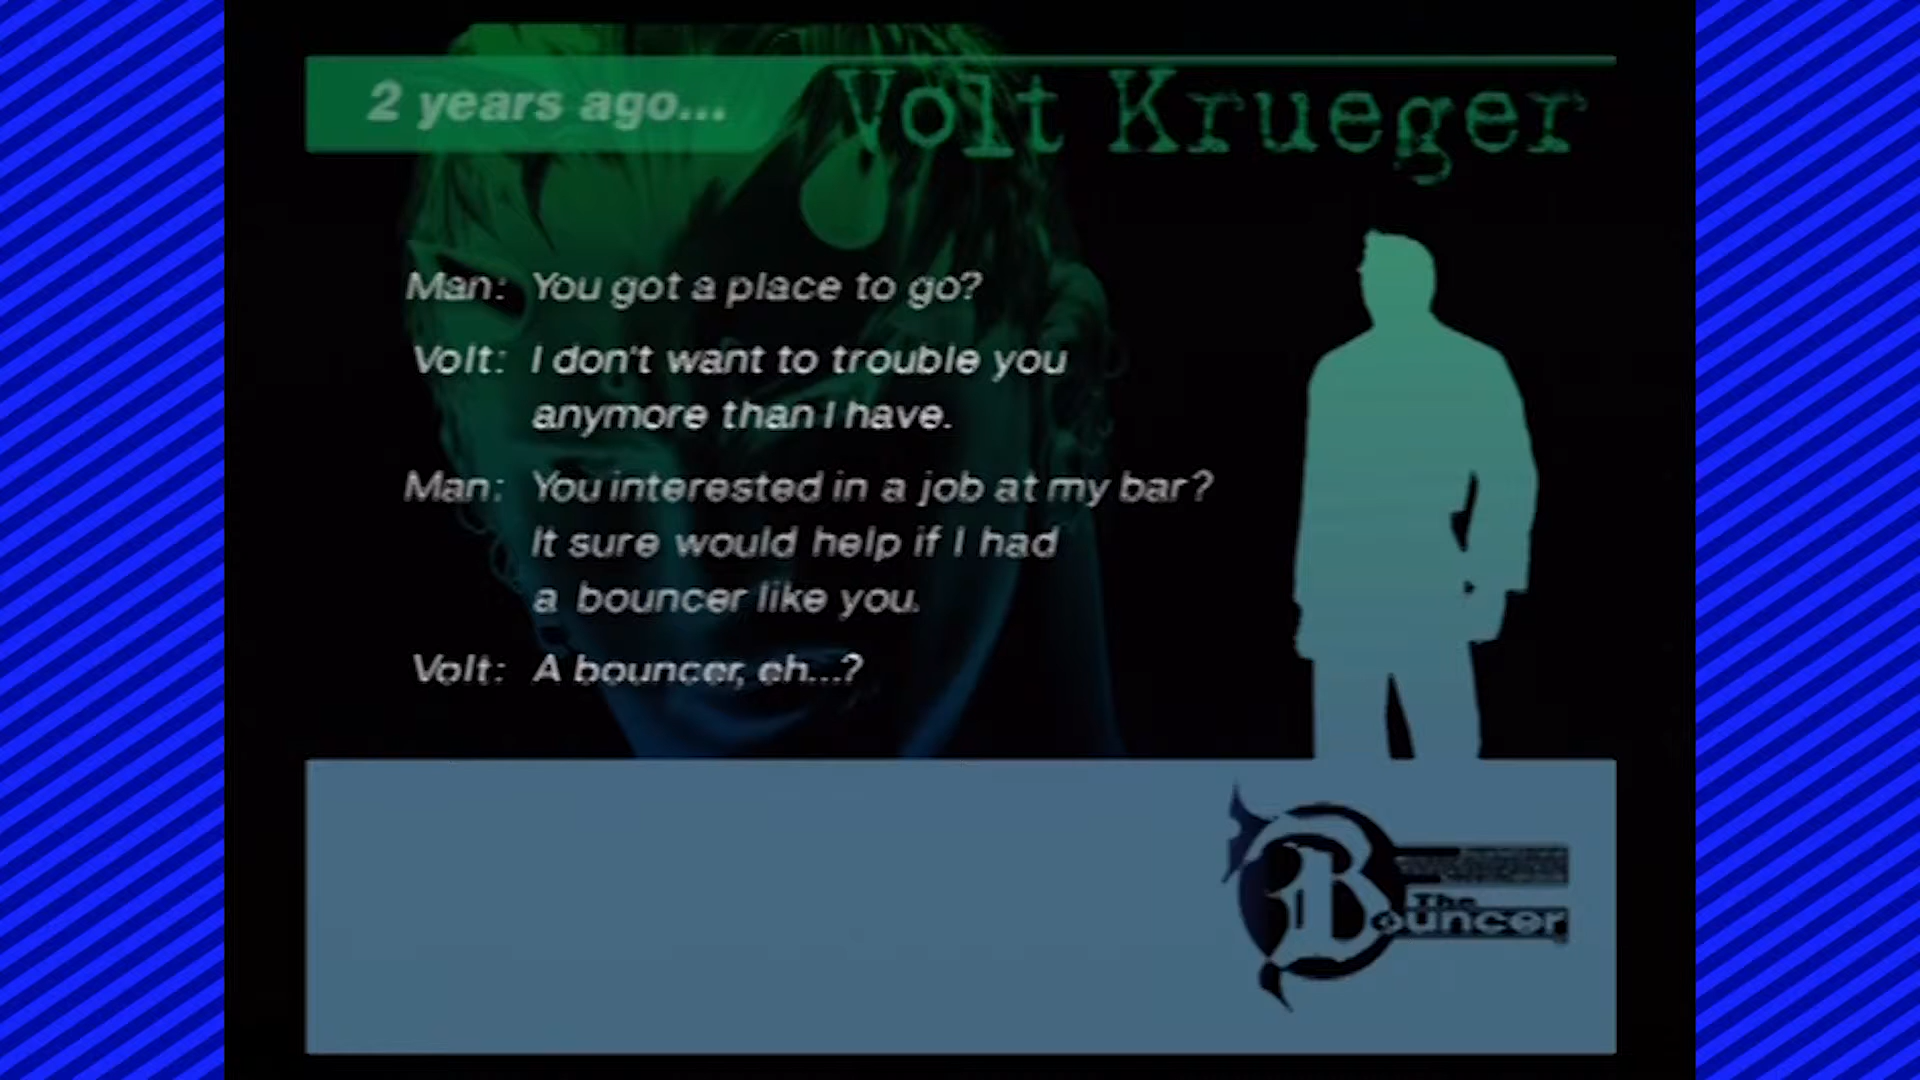 2 years ago...
Volt Krueger
Man: You got a place to go?
Volt: I don't want to trouble you
anymore than I have.
Man: You interested in a job at my bar?
It sure would help if I had
a bouncer like you.
Volt: A bouncer, eh...?
The
Bouncer